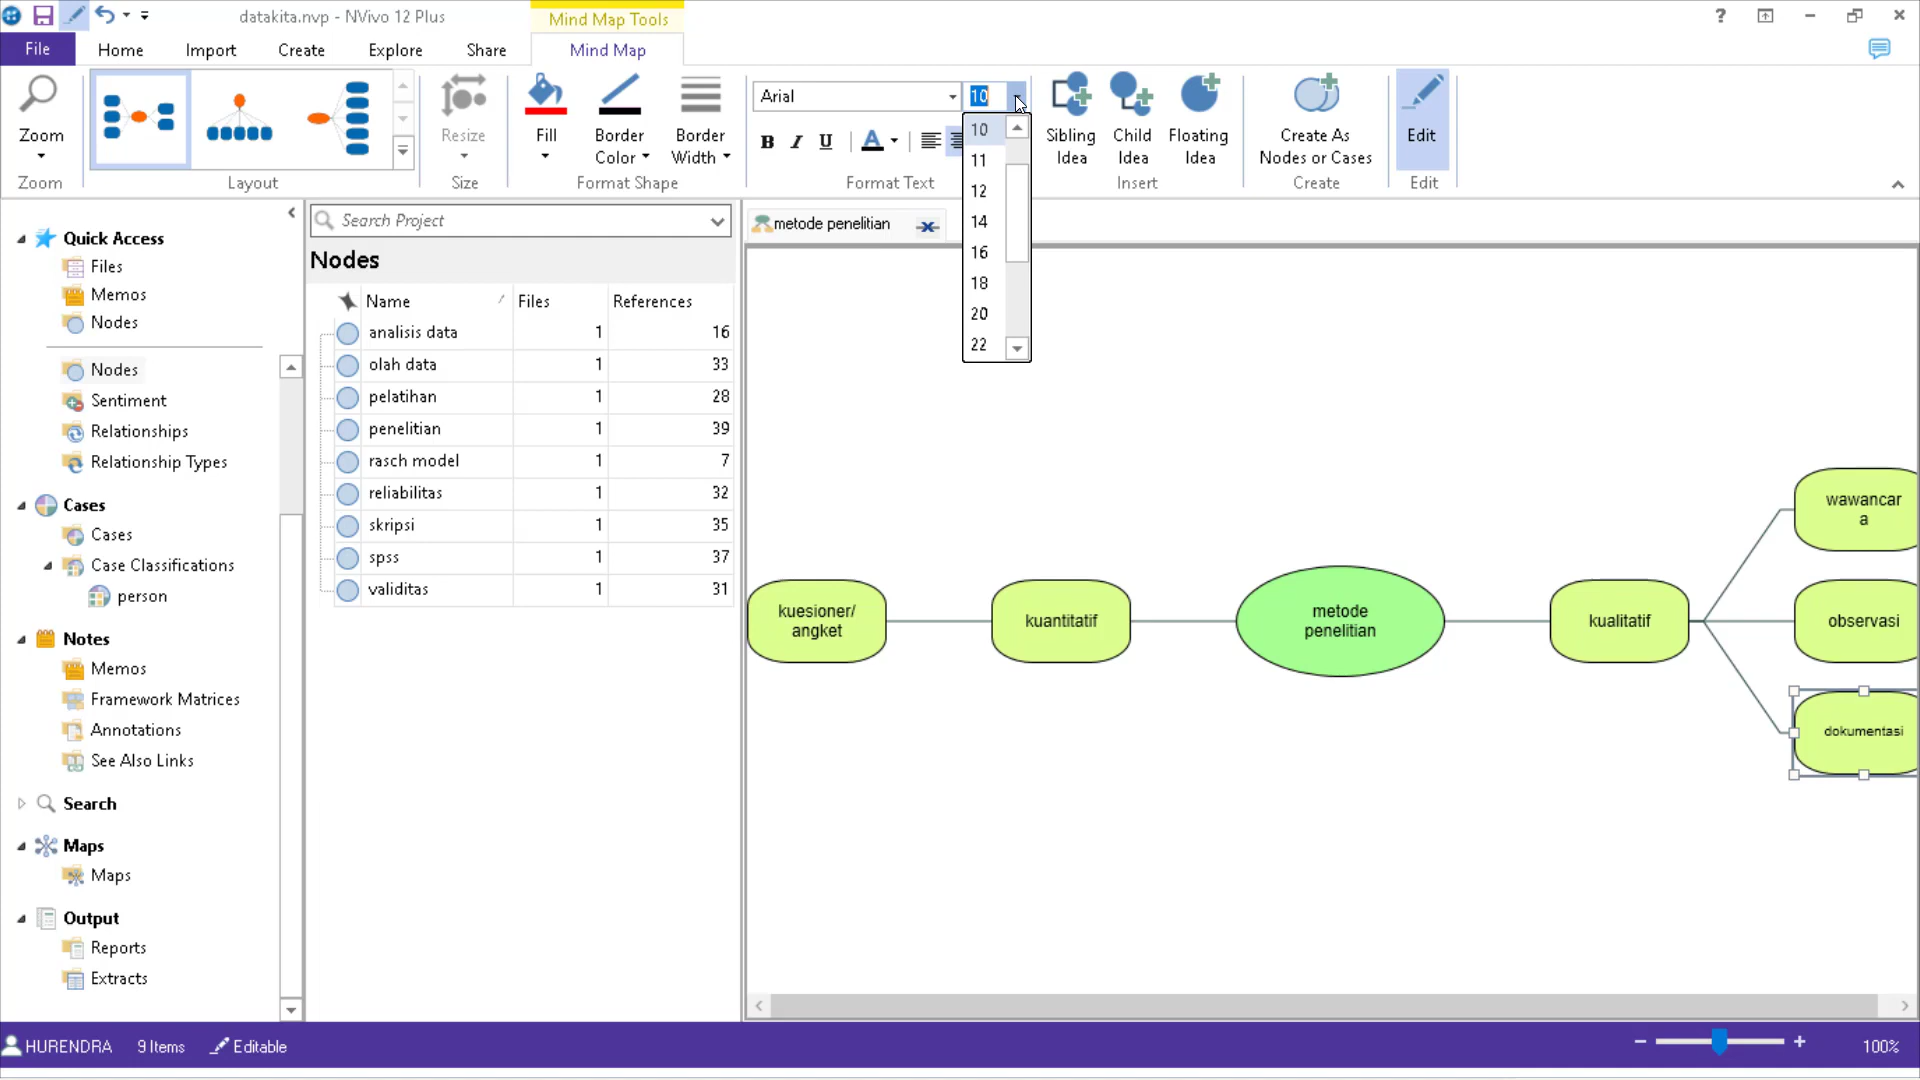 datakita.nvp - NVivo 12 Plus
Mind Map Tools
?
File
Home
Import
Create
Explore
Share
Mind Map
Zoom
Zoom
Layout
Resize
Size
Fill
Border
Color
Border
Width
Format Shape
Arial
10
B I U A
Format Text
10
11
12
14
16
18
20
22
Sibling
Idea
Child
Idea
Floating
Idea
Insert
Create As
Nodes or Cases
Create
Edit
Edit
Quick Access
Files
Memos
Nodes
Nodes
Sentiment
Relationships
Relationship Types
Cases
Cases
Case Classifications
person
Notes
Memos
Framework Matrices
Annotations
See Also Links
Search
Maps
Maps
Output
Reports
Extracts
Search Project
Nodes
Name Files References
analisis data 1 16
olah data 1 33
pelatihan 1 28
penelitian 1 39
rasch model 1 7
reliabilitas 1 32
skripsi 1 35
spss 1 37
validitas 1 31
metode penelitian
kuesioner/
angket
kuantitatif
metode
penelitian
kualitatif
wawancar
a
observasi
dokumentasi
HURENDRA 9 Items Editable
100%